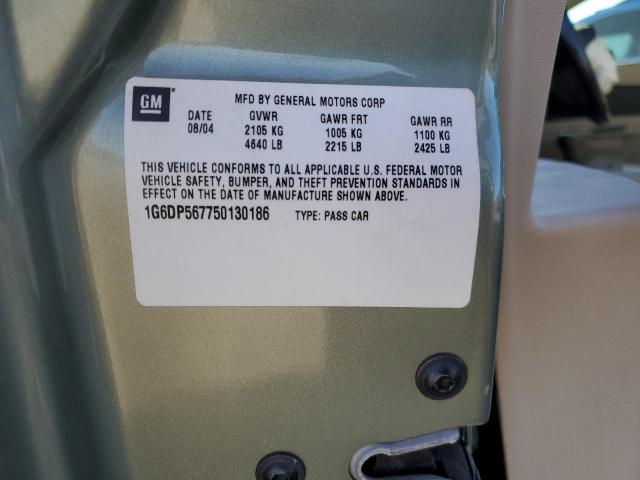 GM
MFD BY GENERAL MOTORS CORP
DATE GVWR GAWR FRT GAWR RR
08/04 2105 KG 1005 KG 1100 KG
4640 LB 2215 LB 2425 LB
THIS VEHICLE CONFORMS TO ALL APPLICABLE U.S. FEDERAL MOTOR
VEHICLE SAFETY, BUMPER, AND THEFT PREVENTION STANDARDS IN
EFFECT ON THE DATE OF MANUFACTURE SHOWN ABOVE.
1G6DP567750130186 TYPE: PASS CAR